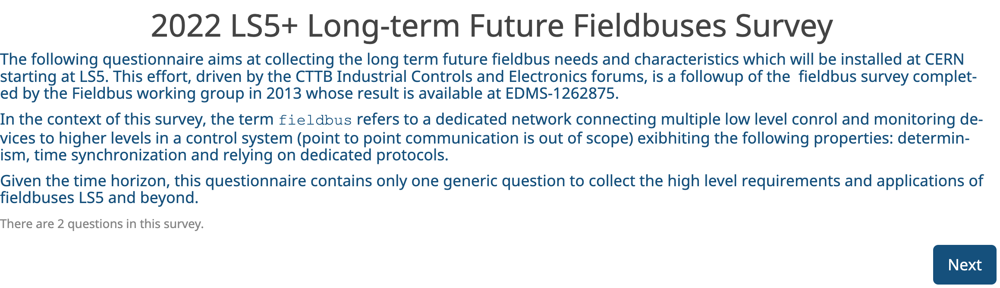 2022 LS5+ Long-term Future Fieldbuses Survey
The following questionnaire aims at collecting the long term future fieldbus needs and characteristics which will be installed at CERN
starting at LS5. This effort, driven by the CTTB Industrial Controls and Electronics forums, is a followup of the  fieldbus survey complet-
ed by the Fieldbus working group in 2013 whose result is available at EDMS-1262875.
In the context of this survey, the term fieldbus refers to a dedicated network connecting multiple low level conrol and monitoring de-
vices to higher levels in a control system (point to point communication is out of scope) exibhiting the following properties: determin-
ism, time synchronization and relying on dedicated protocols.
Given the time horizon, this questionnaire contains only one generic question to collect the high level requirements and applications of
fieldbuses LS5 and beyond.
There are 2 questions in this survey.
Next